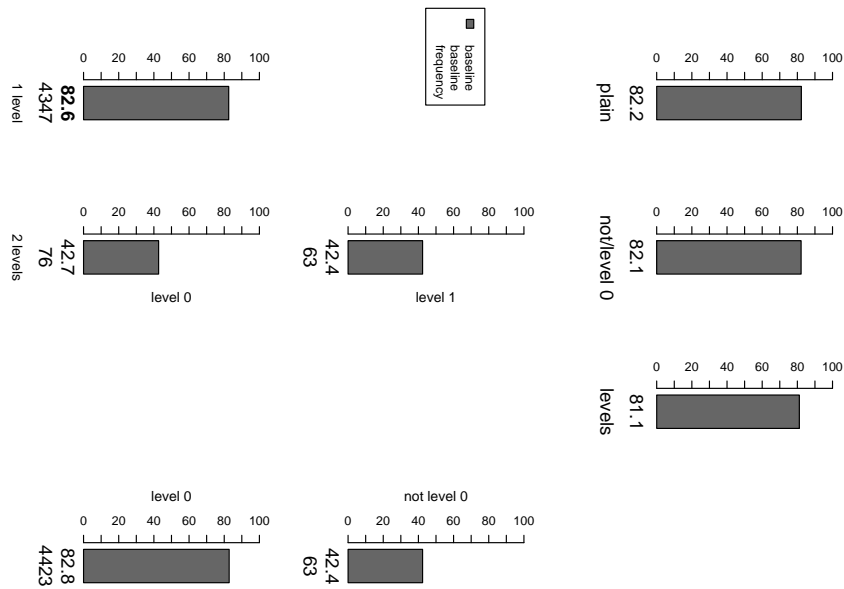 baseline
baseline
frequency
0 20 40 60 80 100
82.6
4347
1 level
0 20 40 60 80 100
82.2
plain
0 20 40 60 80 100
42.7
76
2 levels
level 0
0 20 40 60 80 100
42.4
63
level 1
0 20 40 60 80 100
82.1
not/level 0
0 20 40 60 80 100
81.1
levels
level 0
0 20 40 60 80 100
82.8
4423
not level 0
0 20 40 60 80 100
42.4
63